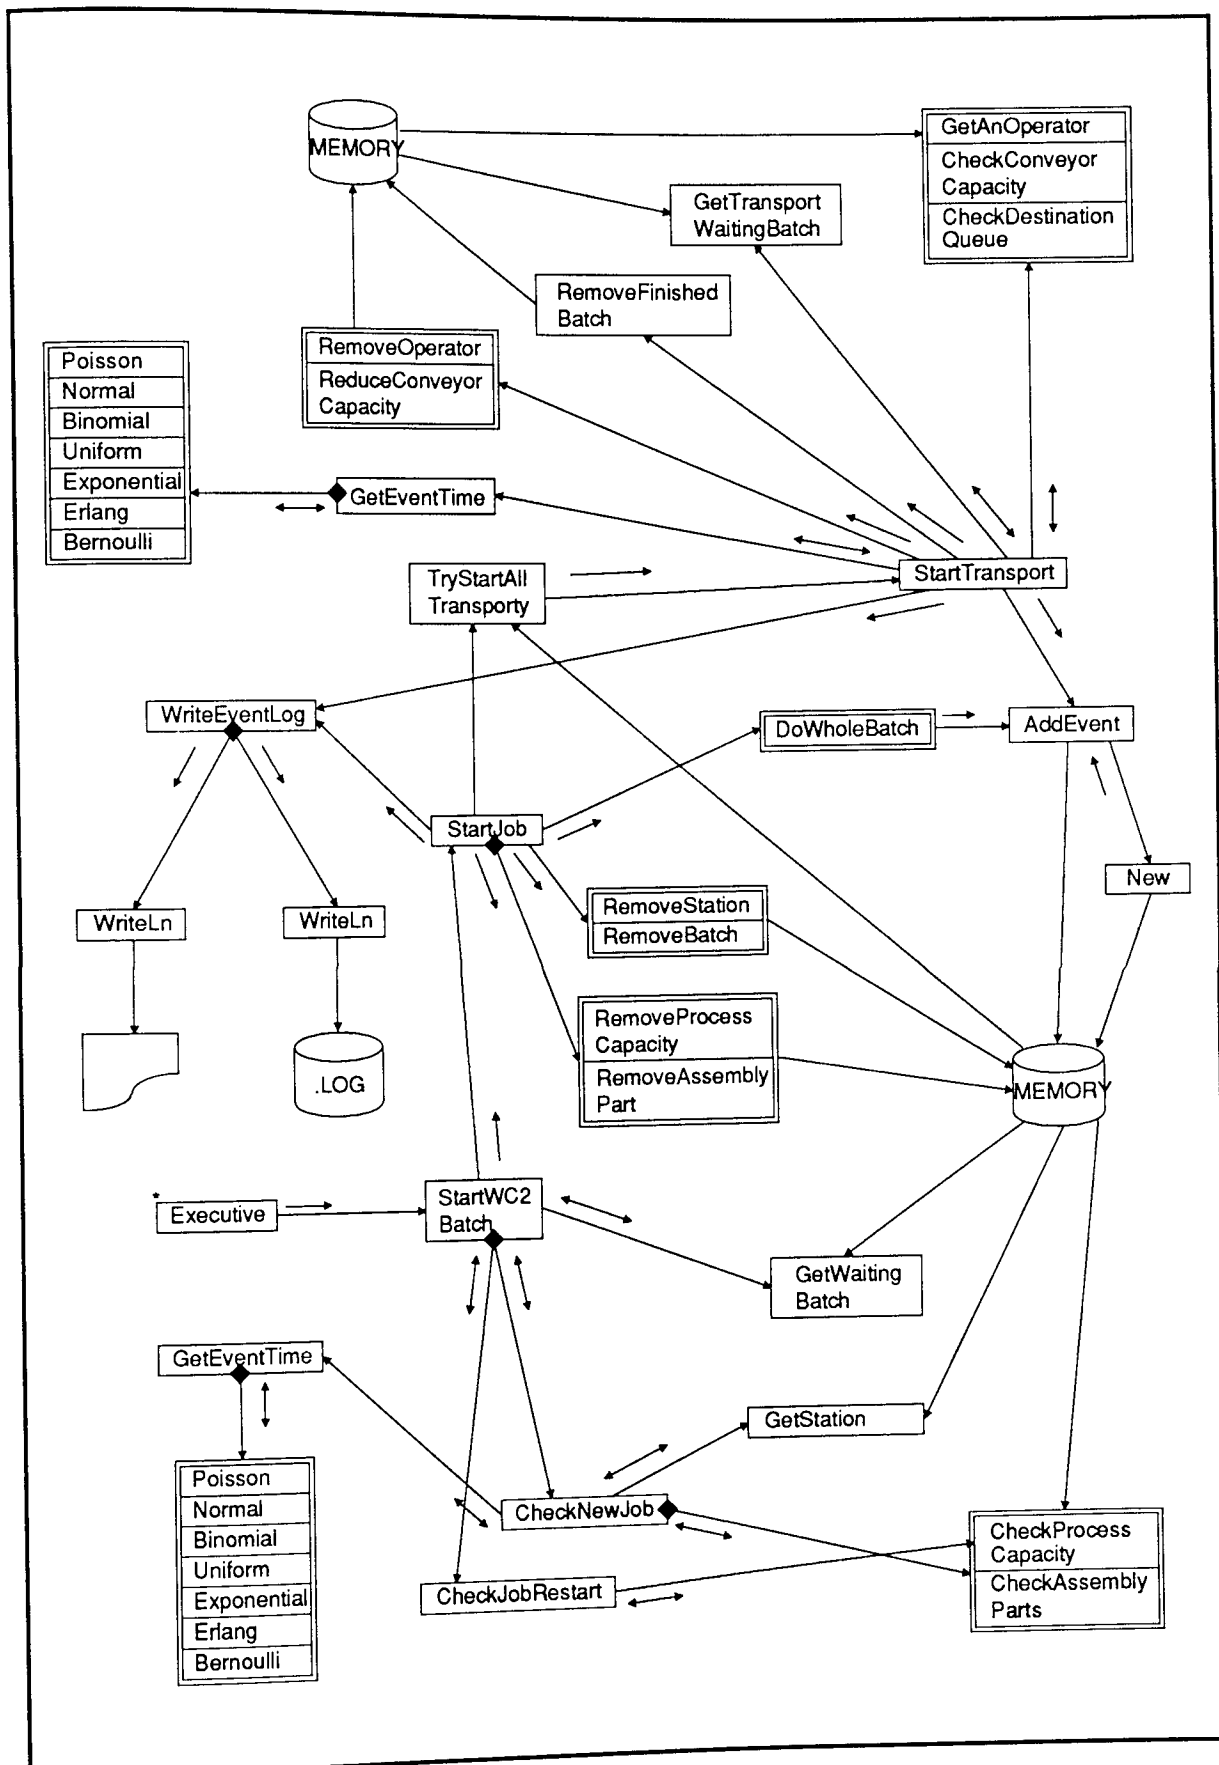 MEMORY
GetAnOperator
CheckConveyor
Capacity
CheckDestination
Queue
GetTransport
WaitingBatch
RemoveFinished
Batch
RemoveOperator
ReduceConveyor
Capacity
Poisson
Normal
Binomial
Uniform
Exponential
Erlang
Bernoulli
GetEventTime
TryStartAll
Transporty
StartTransport
WriteEventLog
DoWholeBatch
AddEvent
StartJob
New
WriteLn
WriteLn
RemoveStation
RemoveBatch
RemoveProcess
Capacity
RemoveAssembly
Part
.LOG
MEMORY
* 
Executive
StartWC2
Batch
GetWaiting
Batch
GetEventTime
GetStation
Poisson
Normal
Binomial
Uniform
Exponential
Erlang
Bernoulli
CheckNewJob
CheckJobRestart
CheckProcess
Capacity
CheckAssembly
Parts